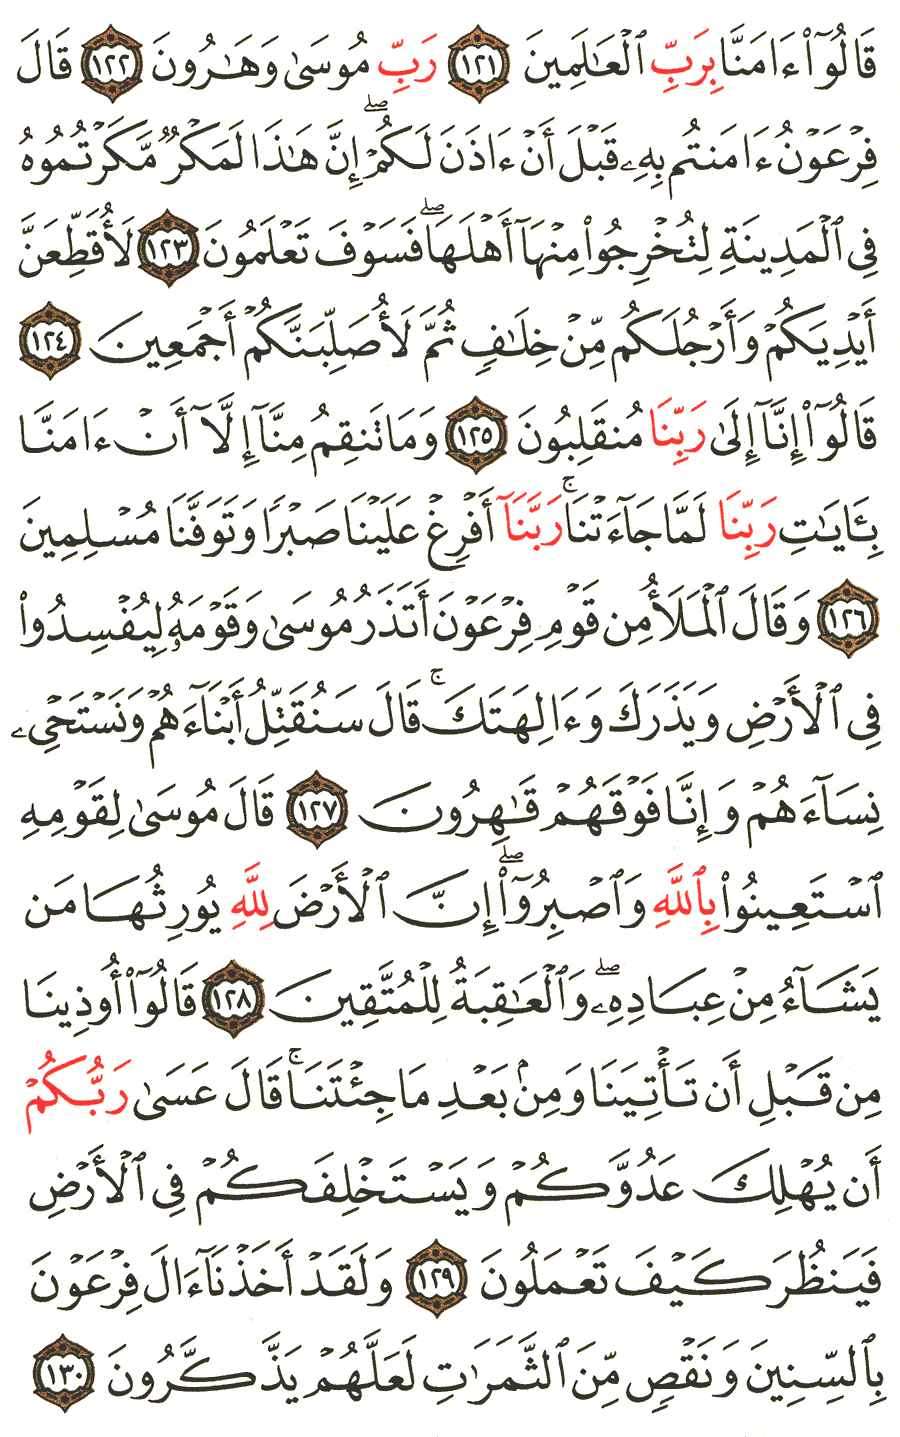 قَالُوٓا۟ ءَامَنَّا بِرَبِّ ٱلْعَـٰلَمِينَ ١٢١ رَبِّ مُوسَىٰ وَهَـٰرُونَ ١٢٢ قَالَ
فِرْعَوْنُ ءَامَنتُم بِهِۦ قَبْلَ أَنْ ءَاذَنَ لَكُمْ ۖ إِنَّ هَـٰذَا لَمَكْرٌ مَّكَرْتُمُوهُ
فِى ٱلْمَدِينَةِ لِتُخْرِجُوا۟ مِنْهَآ أَهْلَهَا ۖ فَسَوْفَ تَعْلَمُونَ ١٢٣ لَأُقَطِّعَنَّ
أَيْدِيَكُمْ وَأَرْجُلَكُم مِّنْ خِلَـٰفٍ ثُمَّ لَأُصَلِّبَنَّكُمْ أَجْمَعِينَ ١٢٤
قَالُوٓا۟ إِنَّآ إِلَىٰ رَبِّنَا مُنقَلِبُونَ ١٢٥ وَمَا تَنقِمُ مِنَّآ إِلَّآ أَنْ ءَامَنَّا
بِـَٔايَـٰتِ رَبِّنَا لَمَّا جَآءَتْنَا ۚ رَبَّنَآ أَفْرِغْ عَلَيْنَا صَبْرًا وَتَوَفَّنَا مُسْلِمِينَ
١٢٦ وَقَالَ ٱلْمَلَأُ مِن قَوْمِ فِرْعَوْنَ أَتَذَرُ مُوسَىٰ وَقَوْمَهُۥ لِيُفْسِدُوا۟
فِى ٱلْأَرْضِ وَيَذَرَكَ وَءَالِهَتَكَ ۚ قَالَ سَنُقَتِّلُ أَبْنَآءَهُمْ وَنَسْتَحْىِۦ
نِسَآءَهُمْ وَإِنَّا فَوْقَهُمْ قَـٰهِرُونَ ١٢٧ قَالَ مُوسَىٰ لِقَوْمِهِ
ٱسْتَعِينُوا۟ بِٱللَّهِ وَٱصْبِرُوٓا۟ ۖ إِنَّ ٱلْأَرْضَ لِلَّهِ يُورِثُهَا مَن
يَشَآءُ مِنْ عِبَادِهِۦ ۖ وَٱلْعَـٰقِبَةُ لِلْمُتَّقِينَ ١٢٨ قَالُوٓا۟ أُوذِينَا
مِن قَبْلِ أَن تَأْتِيَنَا وَمِنۢ بَعْدِ مَا جِئْتَنَا ۚ قَالَ عَسَىٰ رَبُّكُمْ
أَن يُهْلِكَ عَدُوَّكُمْ وَيَسْتَخْلِفَكُمْ فِى ٱلْأَرْضِ
فَيَنظُرَ كَيْفَ تَعْمَلُونَ ١٢٩ وَلَقَدْ أَخَذْنَآ ءَالَ فِرْعَوْنَ
بِٱلسِّنِينَ وَنَقْصٍ مِّنَ ٱلثَّمَرَٰتِ لَعَلَّهُمْ يَذَّكَّرُونَ ١٣٠